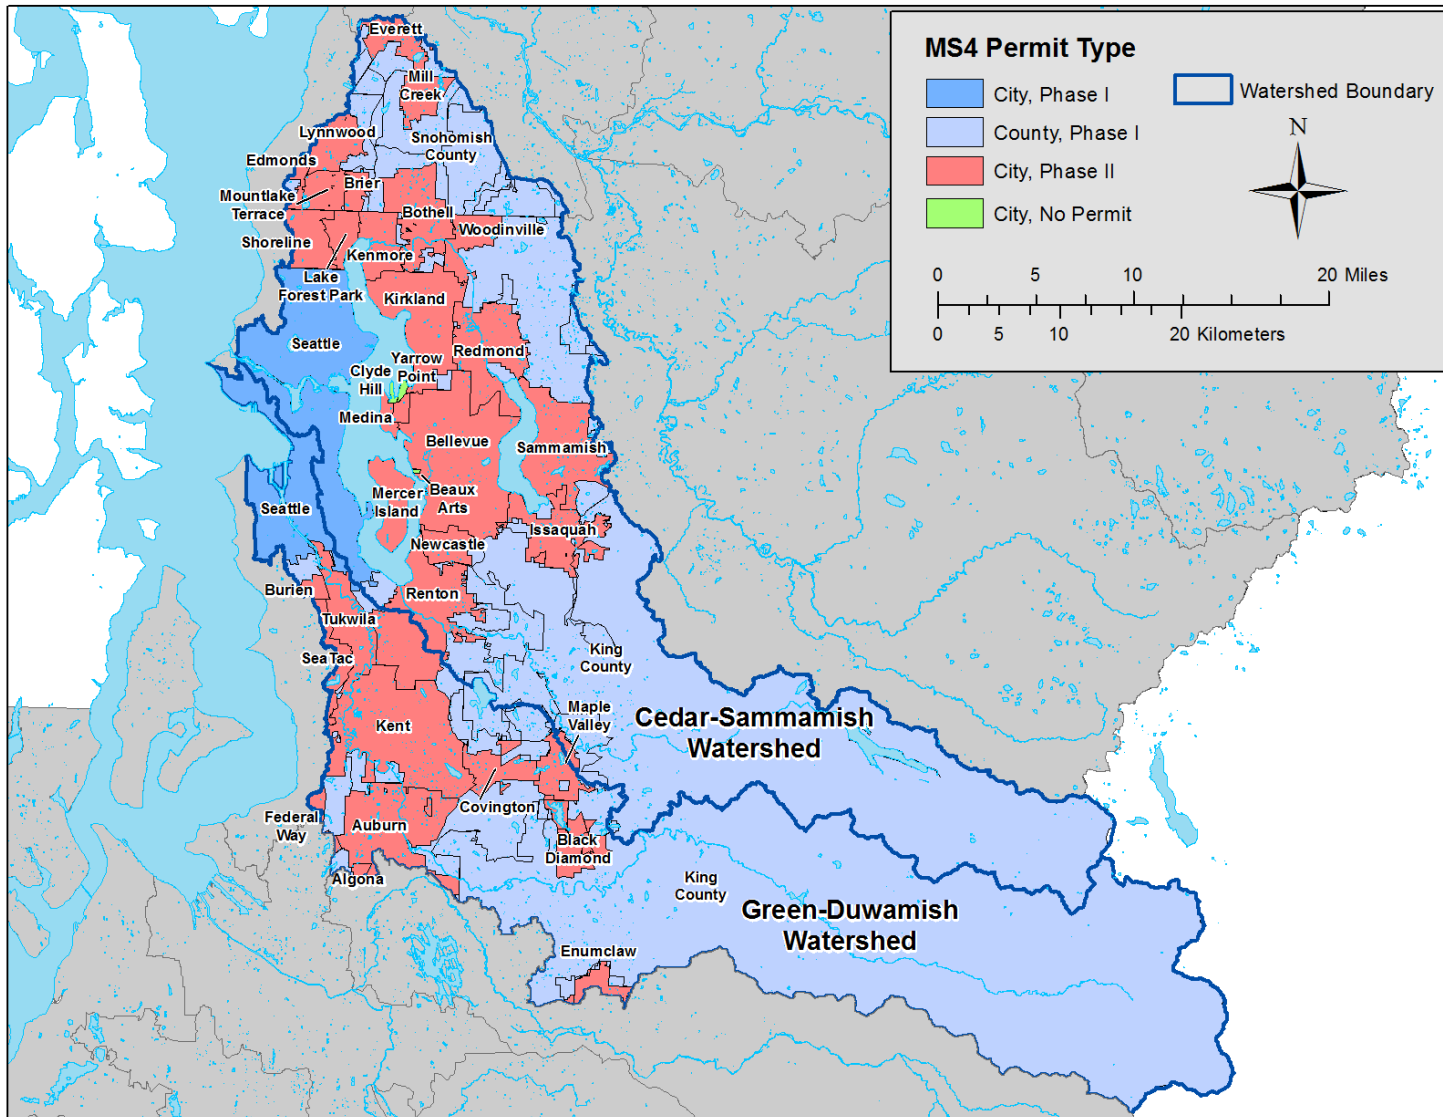 MS4 Permit Type
City, Phase I
County, Phase I
City, Phase II
City, No Permit
Watershed Boundary
N
0 5 10 20 Miles
0 5 10 20 Kilometers
Everett
Mill
Creek
Lynnwood
Snohomish
County
Edmonds
Brier
Mountlake
Terrace
Bothell
Woodinville
Shoreline
Kenmore
Lake
Forest Park
Kirkland
Seattle
Redmond
Yarrow
Point
Clyde
Hill
Medina
Bellevue
Sammamish
Mercer
Island
Beaux
Arts
Seattle
Issaquah
Newcastle
Burien
Renton
Tukwila
SeaTac
King
County
Kent
Maple
Valley
Cedar-Sammamish
Watershed
Covington
Federal
Way
Auburn
Black
Diamond
Algona
King
County
Green-Duwamish
Watershed
Enumclaw